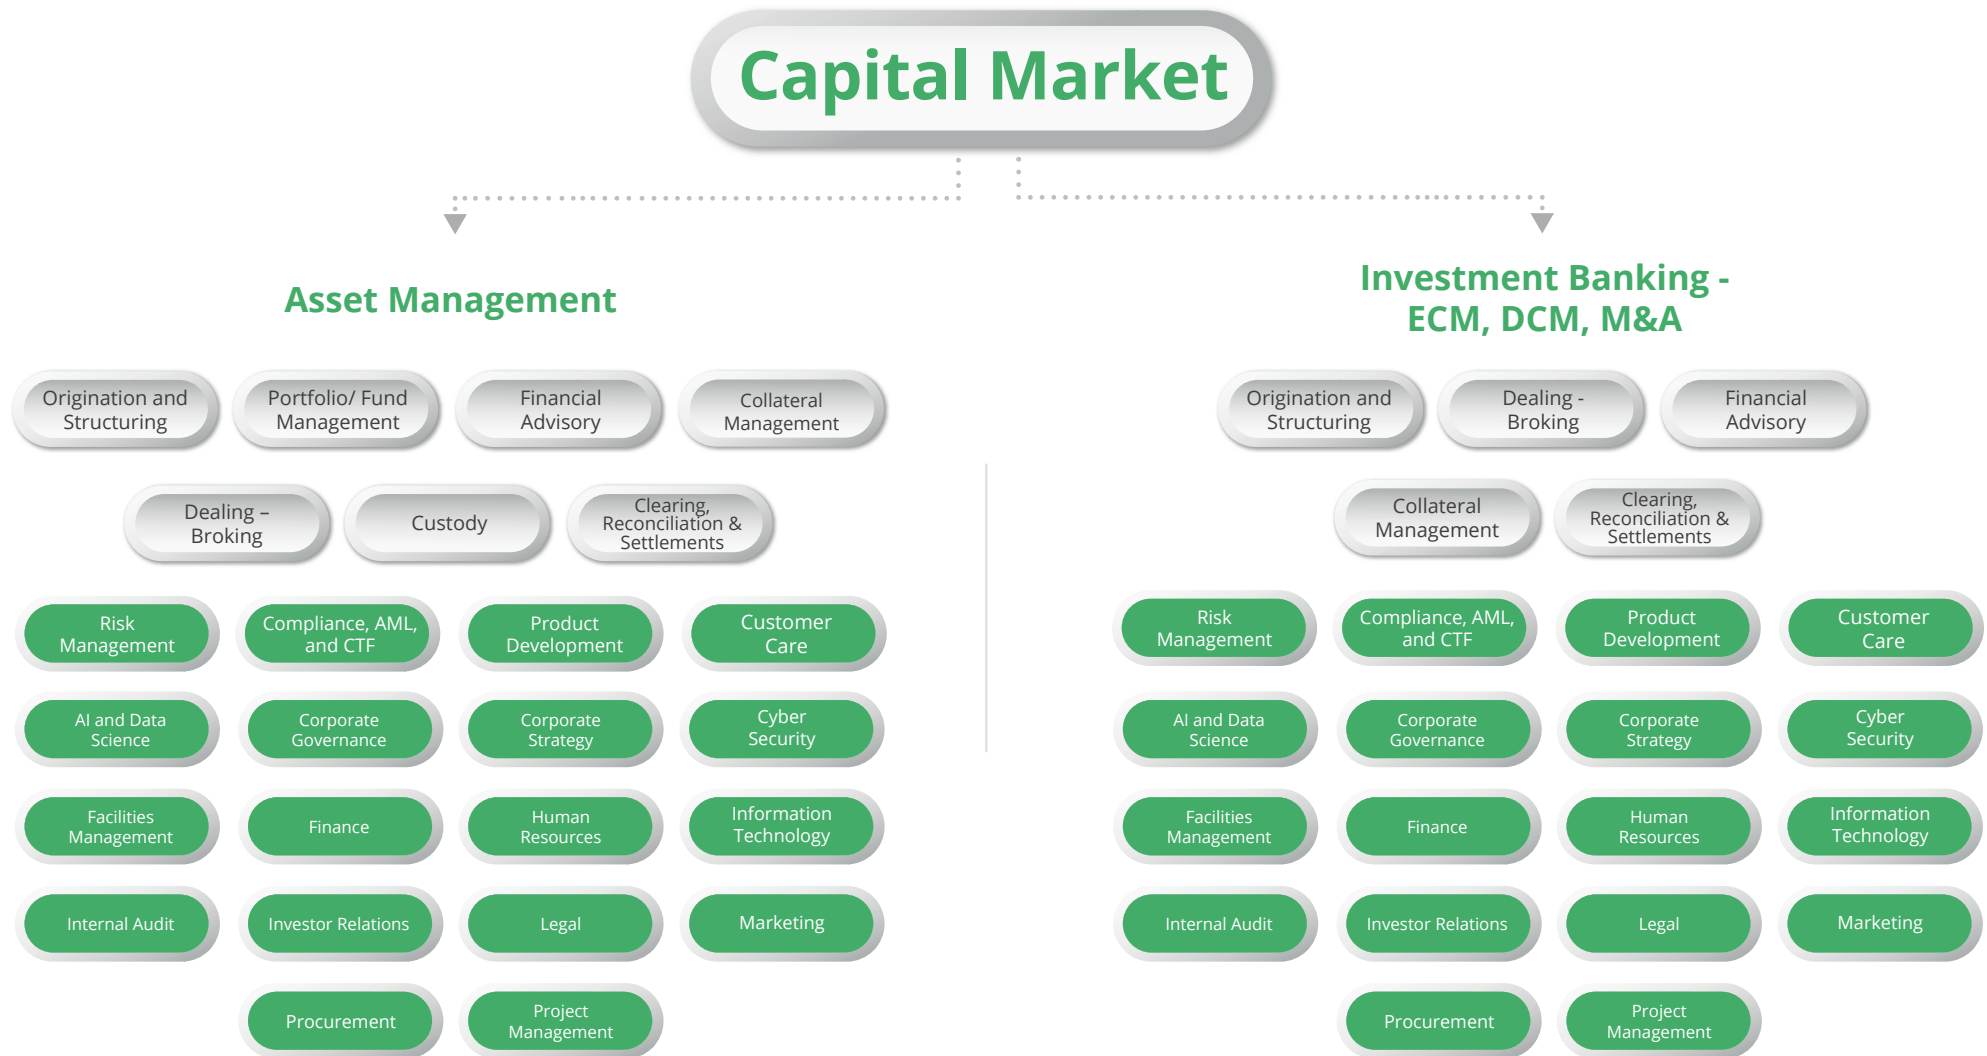 Capital Market
Asset Management
Origination and
Structuring
Portfolio/ Fund
Management
Financial
Advisory
Collateral
Management
Dealing –
Broking
Custody
Clearing,
Reconciliation &
Settlements
Risk
Management
Compliance, AML,
and CTF
Product
Development
Customer
Care
AI and Data
Science
Corporate
Governance
Corporate
Strategy
Cyber
Security
Facilities
Management
Finance
Human
Resources
Information
Technology
Internal Audit
Investor Relations
Legal
Marketing
Procurement
Project
Management
Investment Banking -
ECM, DCM, M&A
Origination and
Structuring
Dealing -
Broking
Financial
Advisory
Collateral
Management
Clearing,
Reconciliation &
Settlements
Risk
Management
Compliance, AML,
and CTF
Product
Development
Customer
Care
AI and Data
Science
Corporate
Governance
Corporate
Strategy
Cyber
Security
Facilities
Management
Finance
Human
Resources
Information
Technology
Internal Audit
Investor Relations
Legal
Marketing
Procurement
Project
Management